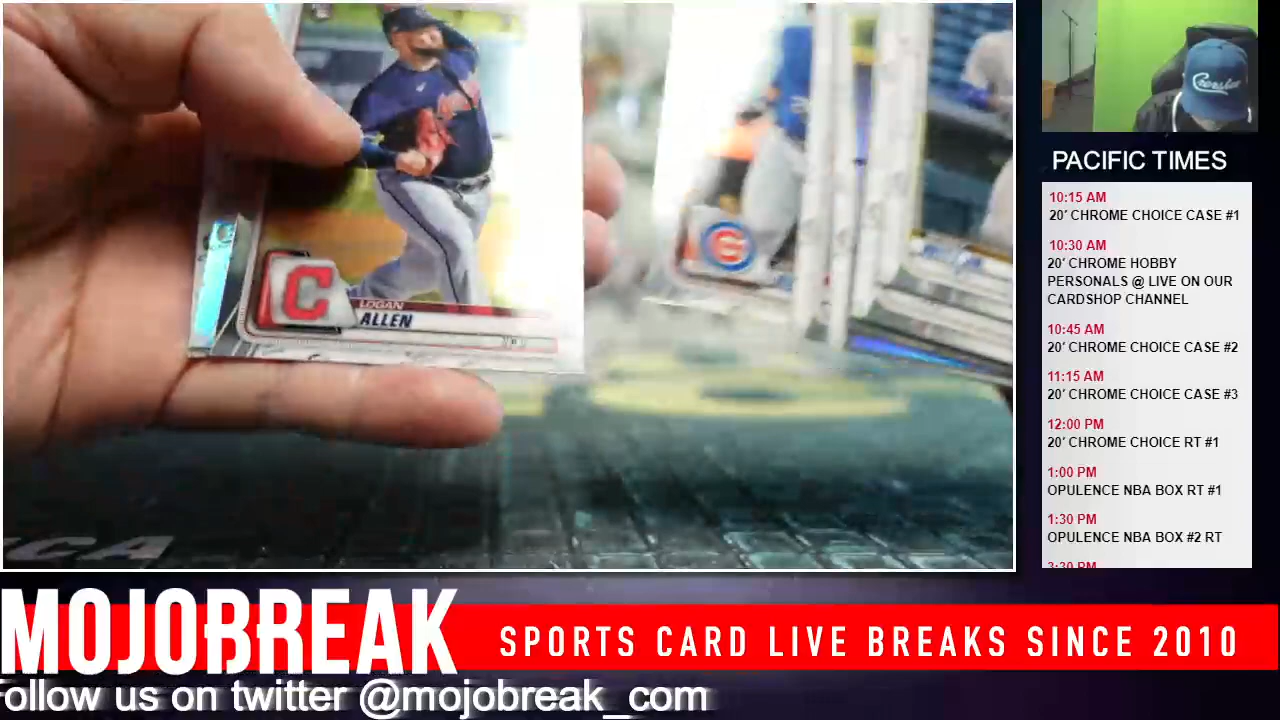 C
LOGAN
ALLEN
PACIFIC TIMES
10:15 AM
20' CHROME CHOICE CASE #1
10:30 AM
20' CHROME HOBBY
PERSONALS @ LIVE ON OUR
CARDSHOP CHANNEL
10:45 AM
20' CHROME CHOICE CASE #2
11:15 AM
20' CHROME CHOICE CASE #3
12:00 PM
20' CHROME CHOICE RT #1
1:00 PM
OPULENCE NBA BOX RT #1
1:30 PM
OPULENCE NBA BOX #2 RT
3:30 PM
MOJOBREAK
SPORTS CARD LIVE BREAKS SINCE 2010
follow us on twitter @mojobreak_com